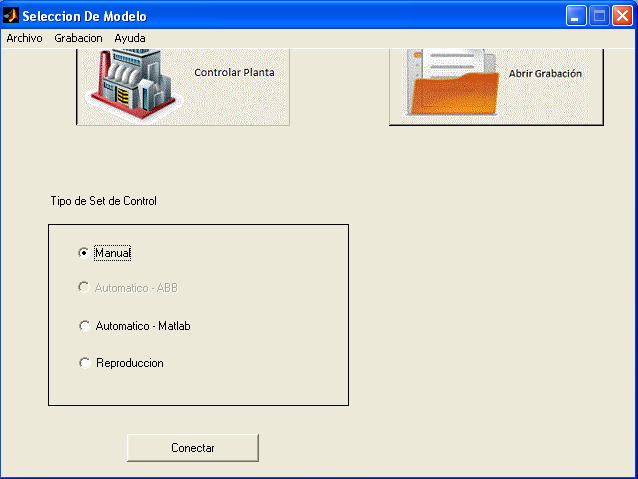 Seleccion De Modelo
Archivo Grabacion Ayuda
Controlar Planta
Abrir Grabación
Tipo de Set de Control
Manual
Automatico - ABB
Automatico - Matlab
Reproduccion
Conectar